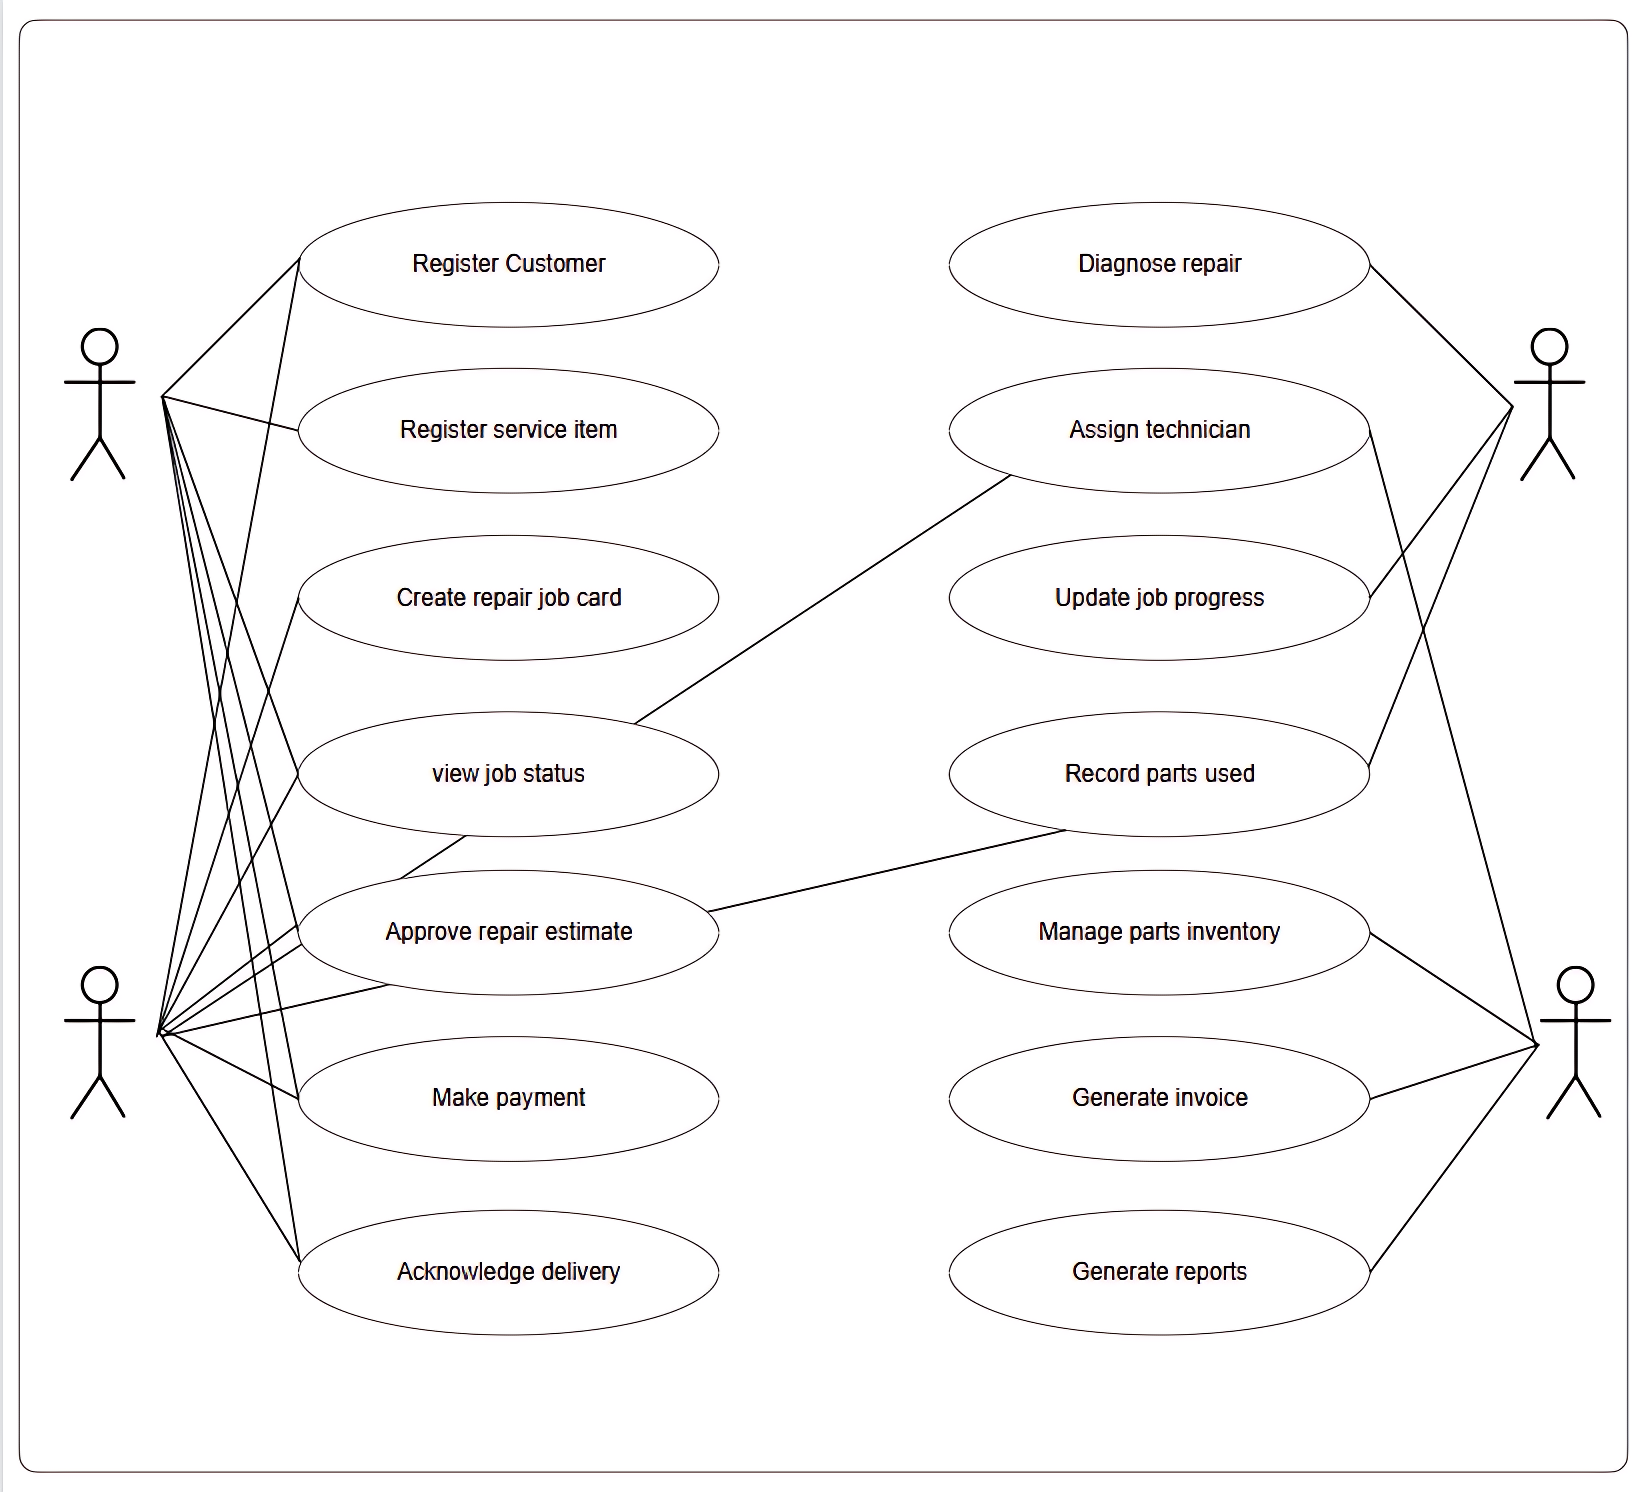 Register Customer
Register service item
Create repair job card
view job status
Approve repair estimate
Make payment
Acknowledge delivery
Diagnose repair
Assign technician
Update job progress
Record parts used
Manage parts inventory
Generate invoice
Generate reports